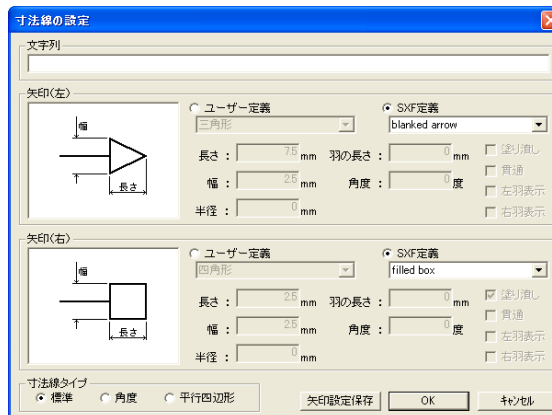 寸法線の設定
文字列
矢印(左)
幅
長さ
ユーザー定義
SXF定義
三角形
blanked arrow
長さ： 7.5 mm 羽の長さ： 0 mm 塗り潰し
幅： 2.5 mm 角度： 0 度 貫通
半径： 0 mm 左羽表示
右羽表示
矢印(右)
幅
長さ
ユーザー定義
SXF定義
四角形
filled box
長さ： 2.5 mm 羽の長さ： 0 mm 塗り潰し
幅： 2.5 mm 角度： 0 度 貫通
半径： 0 mm 左羽表示
右羽表示
寸法線タイプ
標準 角度 平行四辺形
矢印設定保存 OK キャンセル